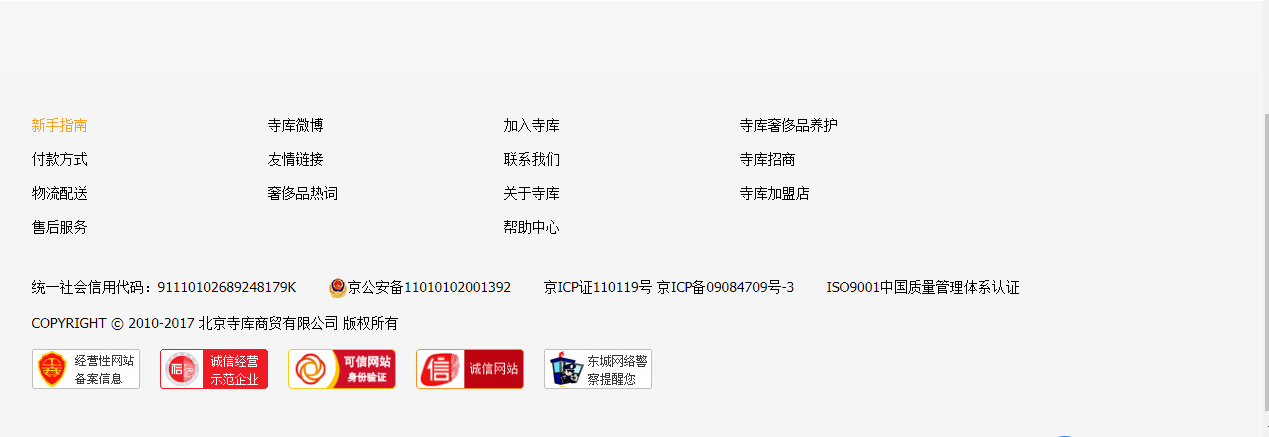 新手指南 寺库微博 加入寺库 寺库奢侈品养护
付款方式 友情链接 联系我们 寺库招商
物流配送 奢侈品热词 关于寺库 寺库加盟店
售后服务 帮助中心
统一社会信用代码：91110102689248179K 京公安备11010102001392 京ICP证110119号 京ICP备09084709号-3 ISO9001中国质量管理体系认证
COPYRIGHT © 2010-2017 北京寺库商贸有限公司 版权所有
经营性网站
备案信息
信
诚信经营
示范企业
可信网站
身份验证
信
诚信网站
东城网络警
察提醒您